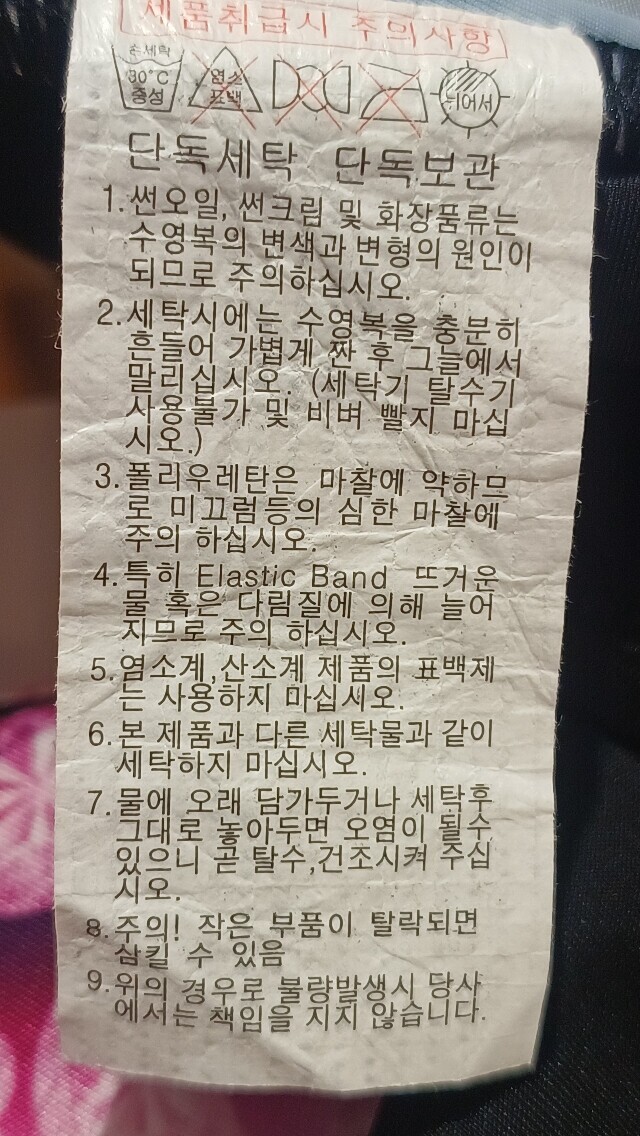 제품취급시 주의사항
손세탁
30°C
중성
염소
표백
뉘어서
단독세탁 단독보관
1. 썬오일, 썬크림 및 화장품류는
수영복의 변색과 변형의 원인이
되므로 주의하십시오.
2. 세탁시에는 수영복을 충분히
흔들어 가볍게 짠 후 그늘에서
말리십시오. (세탁기 탈수기
사용불가 및 비벼 빨지 마십
시오.)
3. 폴리우레탄은 마찰에 약하므
로 미끄럼등의 심한 마찰에
주의 하십시오.
4. 특히 Elastic Band 뜨거운
물 혹은 다림질에 의해 늘어
지므로 주의 하십시오.
5. 염소계,산소계 제품의 표백제
는 사용하지 마십시오.
6. 본 제품과 다른 세탁물과 같이
세탁하지 마십시오.
7. 물에 오래 담가두거나 세탁후
그대로 놓아두면 오염이 될수
있으니 곧 탈수,건조시켜 주십
시오.
8. 주의! 작은 부품이 탈락되면
삼킬 수 있음
9. 위의 경우로 불량발생시 당사
에서는 책임을 지지 않습니다.